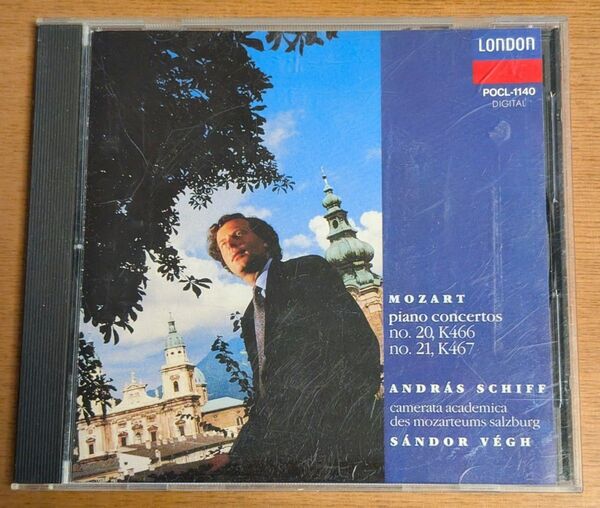 LONDON
POCL-1140
DIGITAL
MOZART
piano concertos
no. 20, K466
no. 21, K467
ANDRÁS SCHIFF
camerata academica
des mozarteums salzburg
SÁNDOR VÉGH